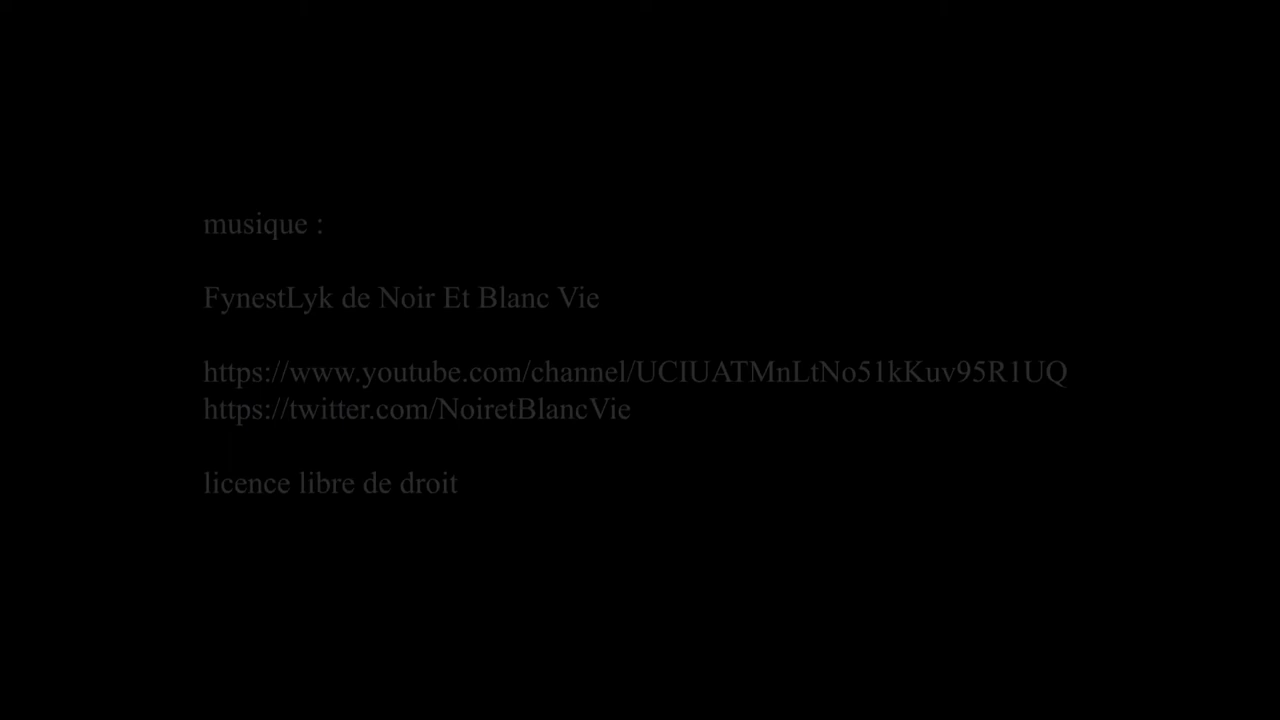 musique :
FynestLyk de Noir Et Blanc Vie
https://www.youtube.com/channel/UCIUATMnLtNo51kKuv95R1UQ
https://twitter.com/NoiretBlancVie
licence libre de droit